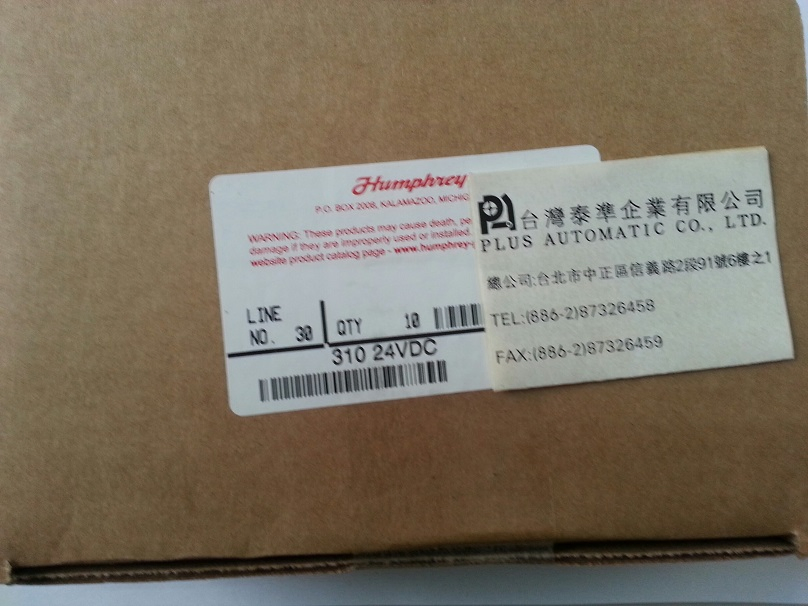 Humphrey
P.O. BOX 2008, KALAMAZOO,
WARNING: These products may cause death,
damage if they are improperly used or installed.
website product catalog page - www.humphrey-
LINE
NO. 30
QTY 10
310 24VDC
PA 台灣泰準企業有限公司
PLUS AUTOMATIC CO., LTD.
總公司:台北市中正區信義路2段91號6樓之1
TEL:(886-2)87326458
FAX:(886-2)87326459